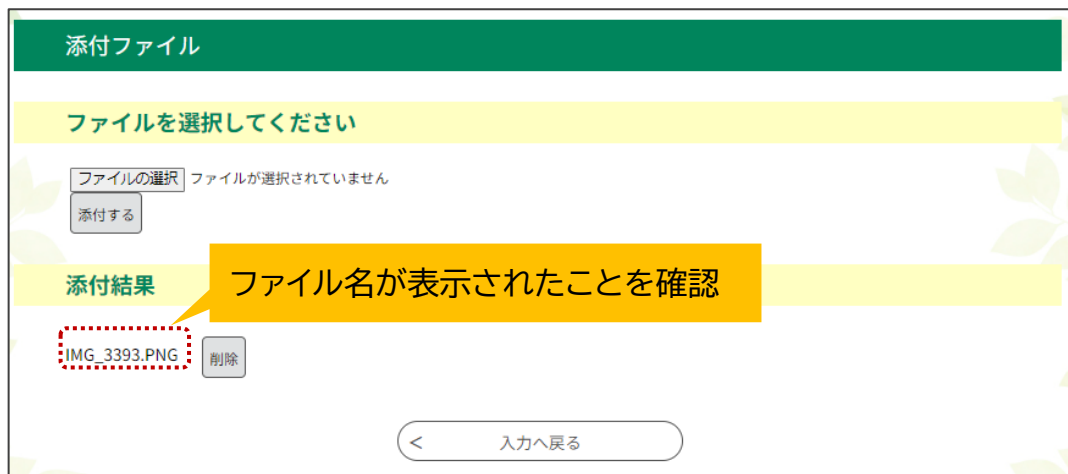 添付ファイル
ファイルを選択してください
ファイルの選択 ファイルが選択されていません
添付する
添付結果
ファイル名が表示されたことを確認
IMG_3393.PNG 削除
< 入力へ戻る